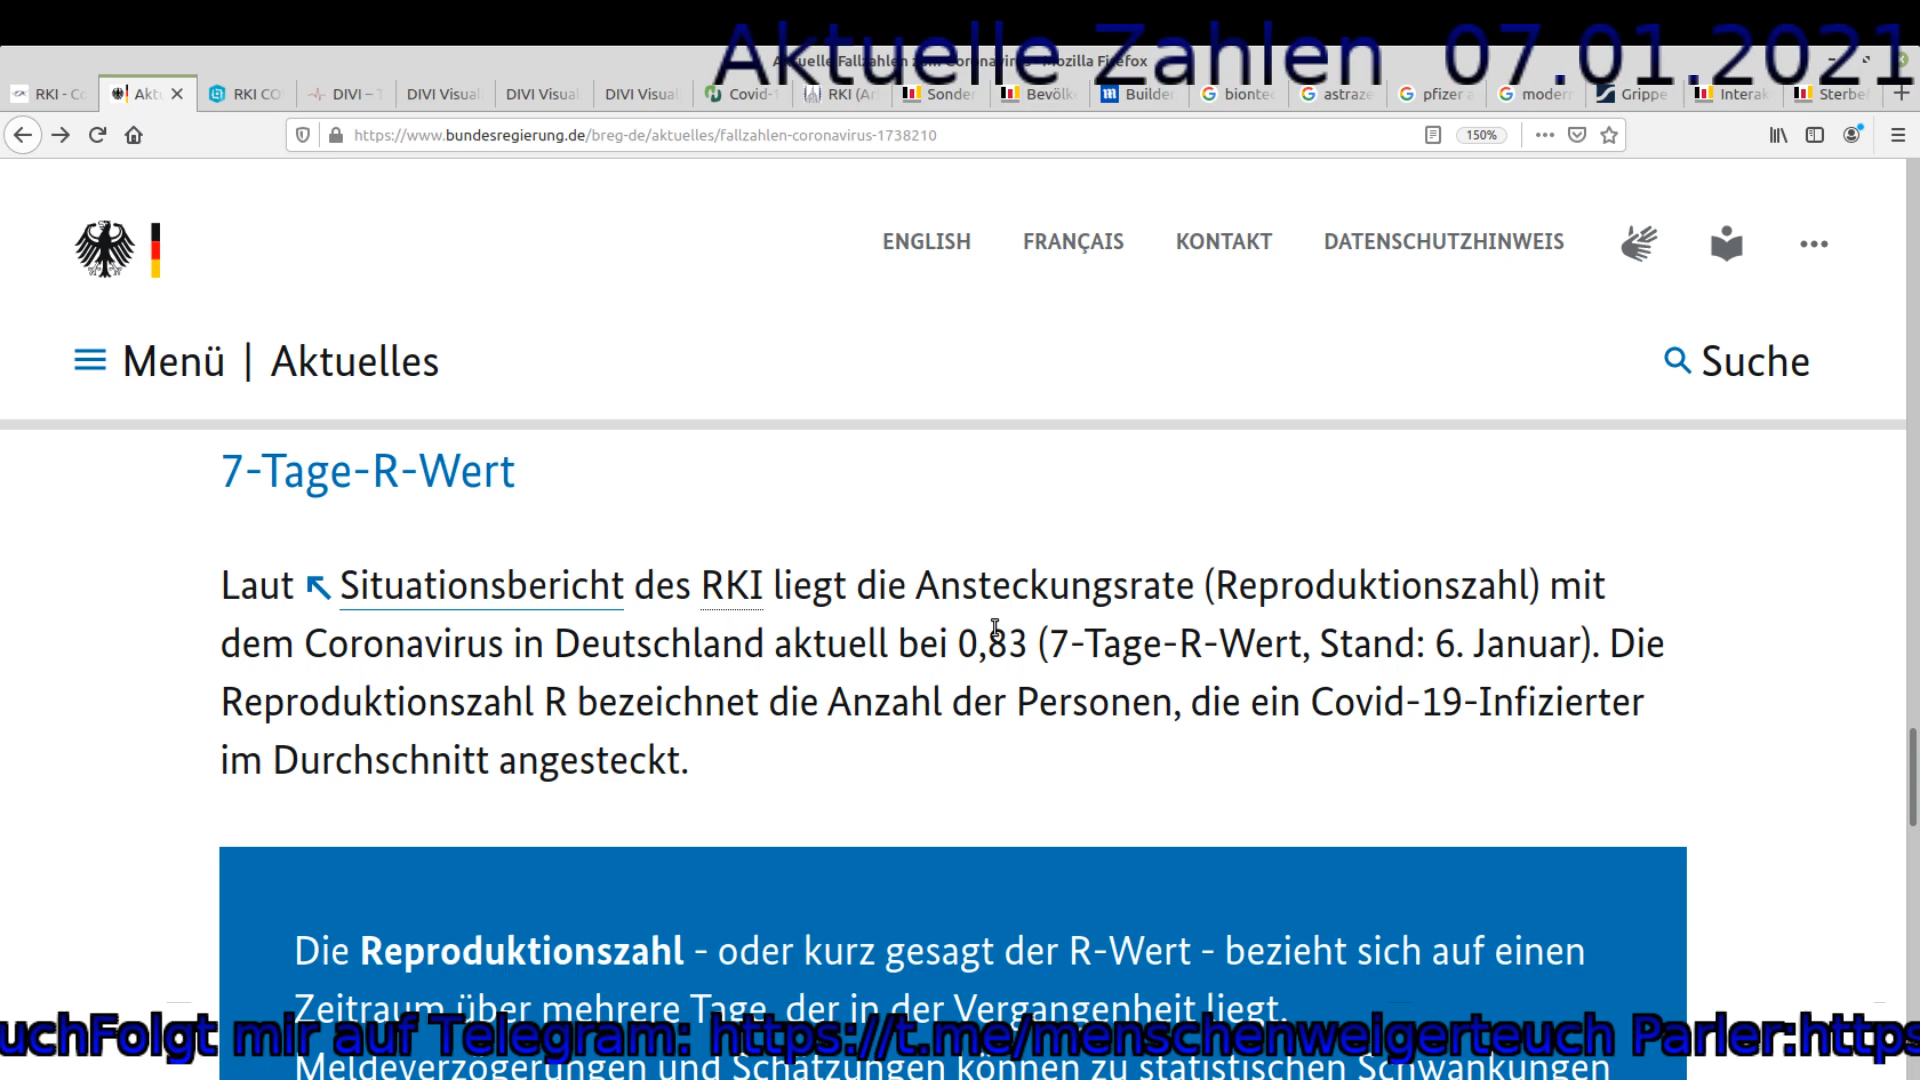 Aktuelle Zahlen 07.01.2021
Mozilla Firefox
RKI - Co
Aktu
RKI CO
DIVI –
DIVI Visual
DIVI Visual
DIVI Visual
Covid-1
RKI (Ar
Sonder
Bevölk
Builder
biontec
astraze
pfizer a
modern
Grippe
Interak
Sterbef
https://www.bundesregierung.de/breg-de/aktuelles/fallzahlen-coronavirus-1738210
150%
ENGLISH FRANÇAIS KONTAKT DATENSCHUTZHINWEIS
Menü | Aktuelles
Suche
7-Tage-R-Wert
Laut Situationsbericht des RKI liegt die Ansteckungsrate (Reproduktionszahl) mit
dem Coronavirus in Deutschland aktuell bei 0,83 (7-Tage-R-Wert, Stand: 6. Januar). Die
Reproduktionszahl R bezeichnet die Anzahl der Personen, die ein Covid-19-Infizierter
im Durchschnitt angesteckt.
Die Reproduktionszahl - oder kurz gesagt der R-Wert - bezieht sich auf einen
Zeitraum über mehrere Tage, der in der Vergangenheit liegt.
uchFolgt mir auf Telegram: https://t.me/menschenweigerteuch Parler:https
Meldeverzögerungen und Schätzungen können zu statistischen Schwankungen